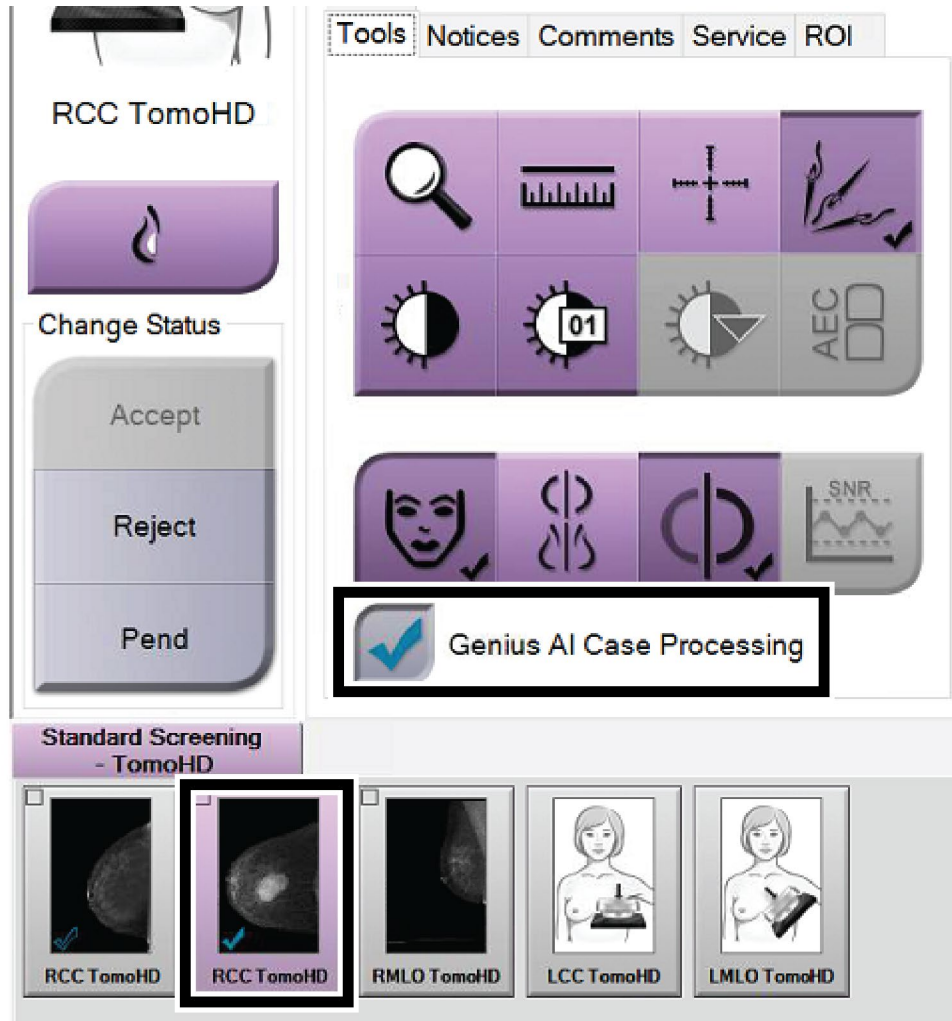 RCC TomoHD
Change Status
Accept
Reject
Pend
Tools Notices Comments Service ROI
01
AEC
SNR
Genius AI Case Processing
Standard Screening
- TomoHD
RCC TomoHD RCC TomoHD RMLO TomoHD LCC TomoHD LMLO TomoHD